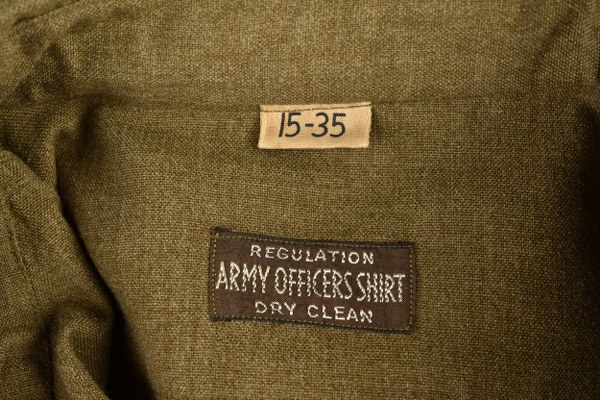 15-35
REGULATION
ARMY OFFICERS SHIRT
DRY CLEAN